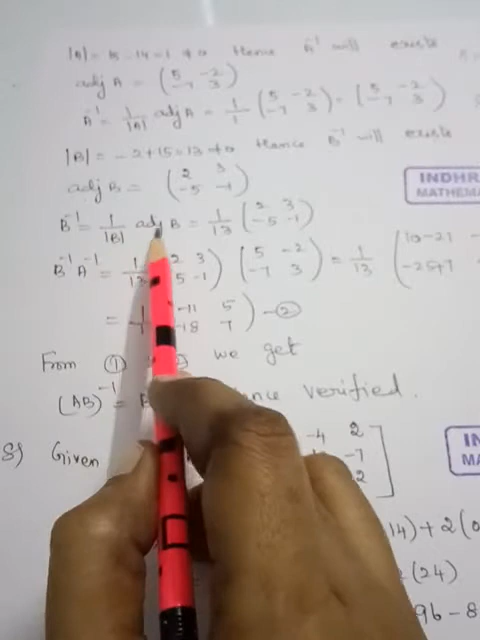 |A| = 15-14=1 ≠0 Hence A⁻¹ will exists
adj A = (5 -2
-7 3)
A⁻¹ = 1/|A| adj A = 1/1 (5 -2
-7 3) = (5 -2
-7 3)
|B| = -2+15=13≠0 Hence B⁻¹ will exists
adj B = (2 3
-5 -1)
INDHR
MATHEMA
B⁻¹ = 1/|B| adj B = 1/13 (2 3
-5 -1)
B⁻¹ A⁻¹ = 1/13 2 3
5 -1) (5 -2
-7 3) = 1/13 (10-21
-25+7
= -11 5
-18 7) -②
From ① ② we get
(AB)⁻¹ = verified.
8) Given -4 2
-7
2]
IN
MA
14)+2(0
(24)
96-8